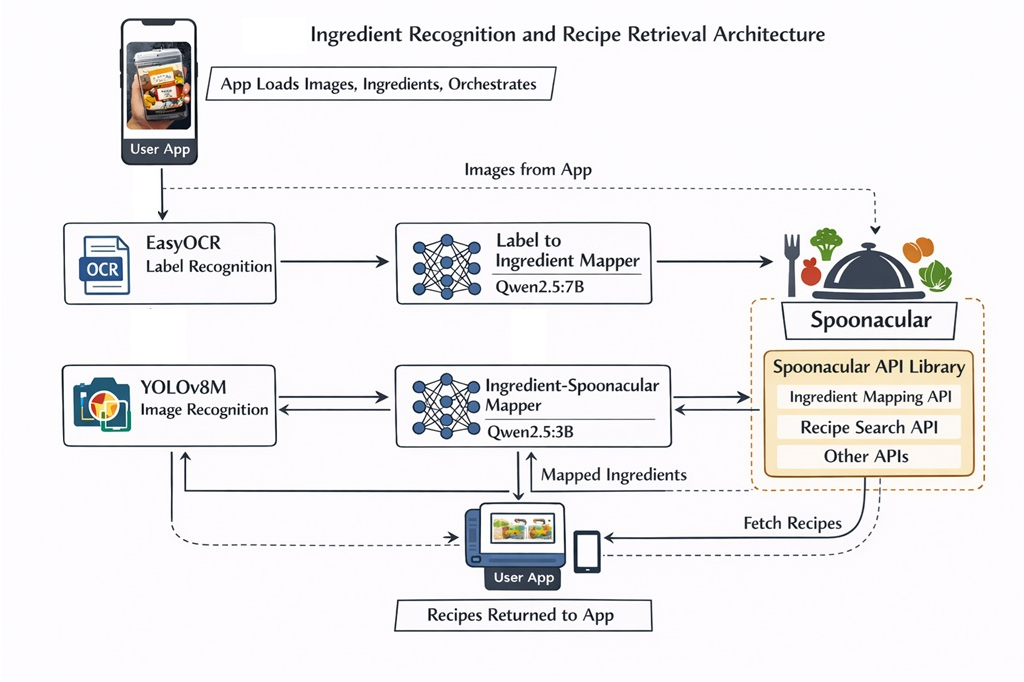 Ingredient Recognition and Recipe Retrieval Architecture
App Loads Images, Ingredients, Orchestrates
User App
Images from App
EasyOCR
Label Recognition
OCR
Label to
Ingredient Mapper
Qwen2.5:7B
Spoonacular
YOLOv8M
Image Recognition
Ingredient-Spoonacular
Mapper
Qwen2.5:3B
Spoonacular API Library
Ingredient Mapping API
Recipe Search API
Other APIs
Mapped Ingredients
Fetch Recipes
User App
Recipes Returned to App